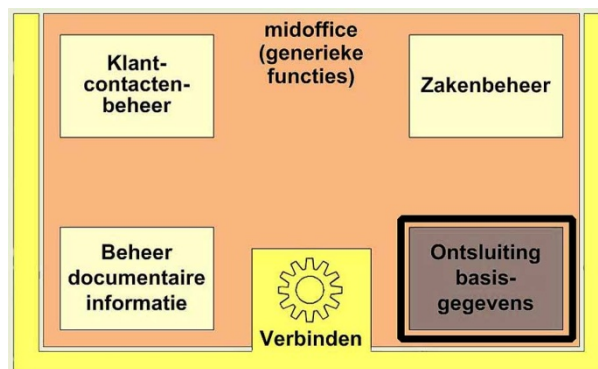 midoffice
(generieke
functies)
Klant-
contacten-
beheer
Zakenbeheer
Beheer
documentaire
informatie
Verbinden
Ontsluiting
basis-
gegevens